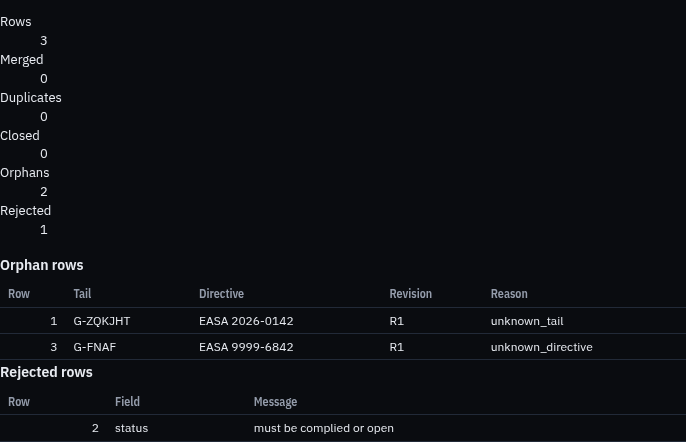 Rows
3
Merged
0
Duplicates
0
Closed
0
Orphans
2
Rejected
1
Orphan rows
Row Tail Directive Revision Reason
1 G-ZQKJHT EASA 2026-0142 R1 unknown_tail
3 G-FNAF EASA 9999-6842 R1 unknown_directive
Rejected rows
Row Field Message
2 status must be complied or open